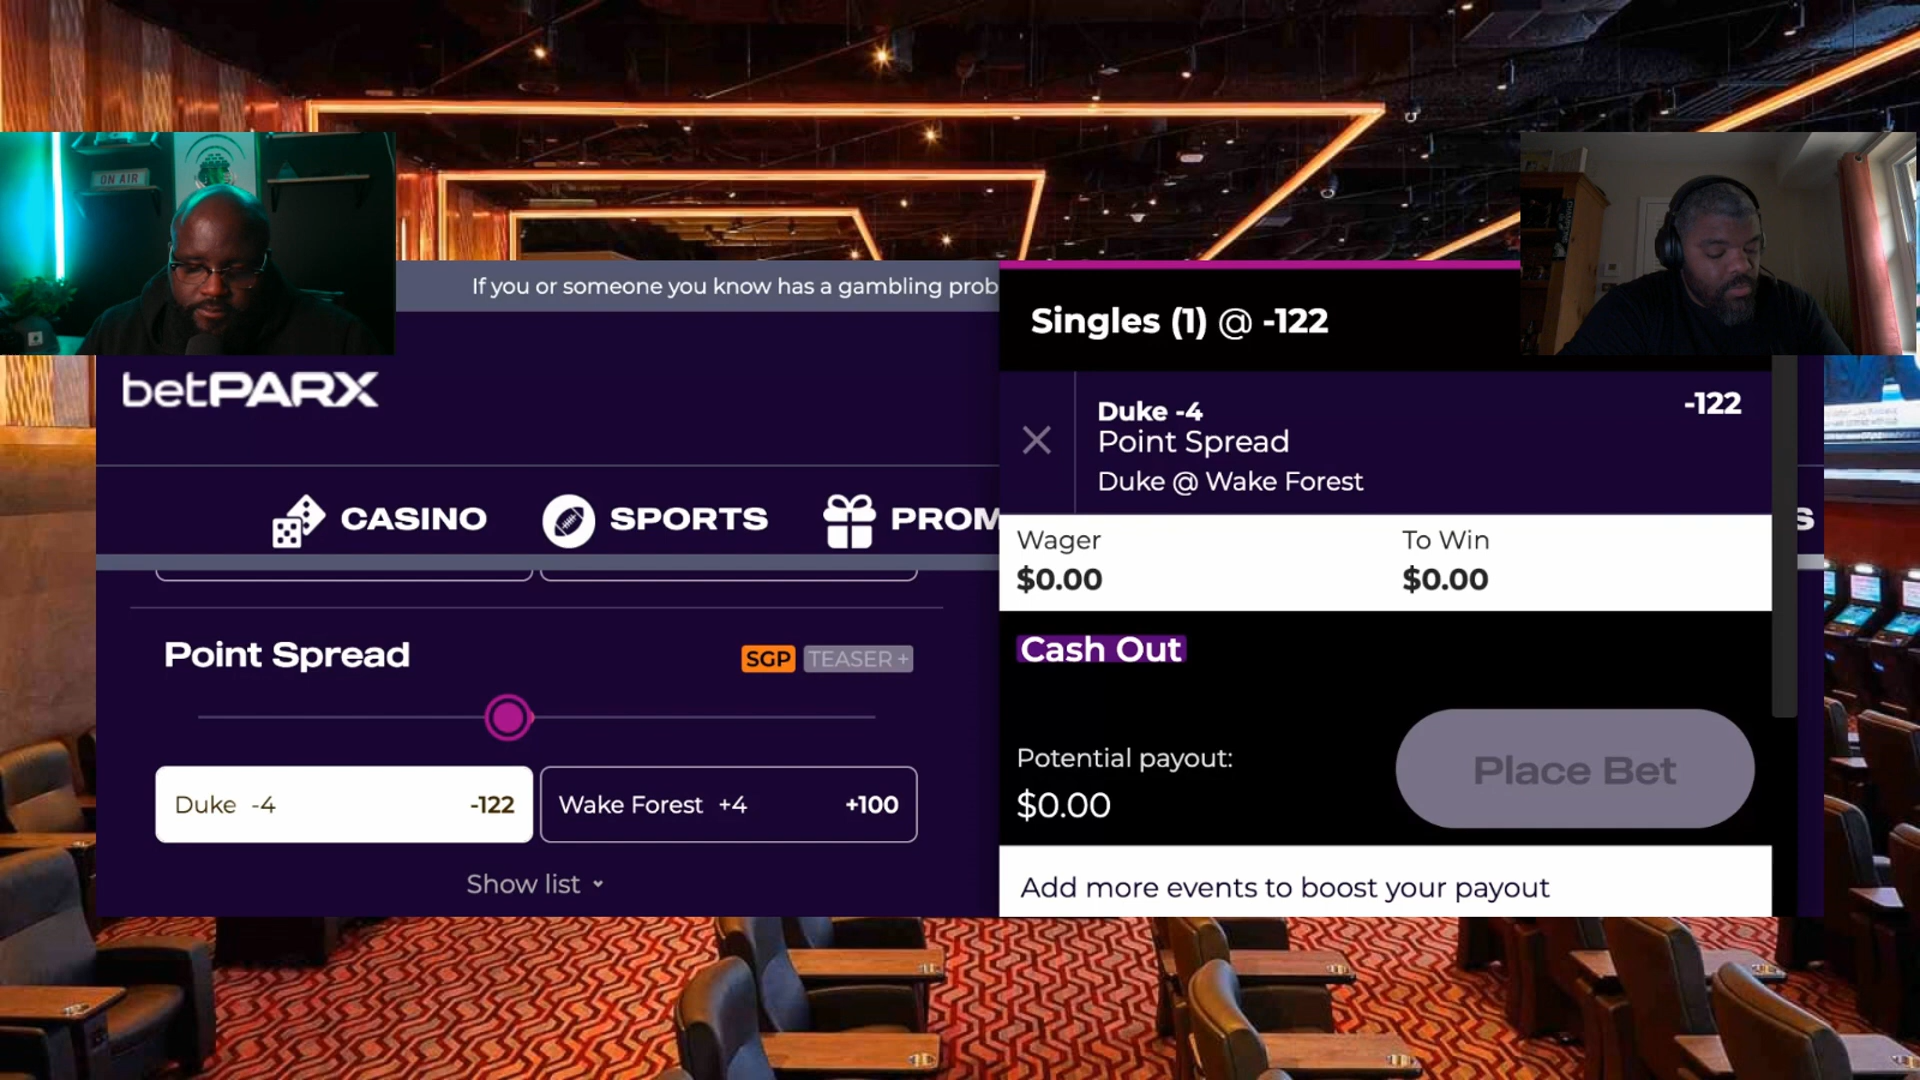 ON AIR
If you or someone you know has a gambling prob
betPARX
CASINO
SPORTS
PROM
S
Point Spread
SGP
TEASER +
Duke -4 -122
Wake Forest +4 +100
Show list
Singles (1) @ -122
Duke -4 -122
Point Spread
Duke @ Wake Forest
Wager To Win
$0.00 $0.00
Cash Out
Potential payout:
$0.00
Place Bet
Add more events to boost your payout